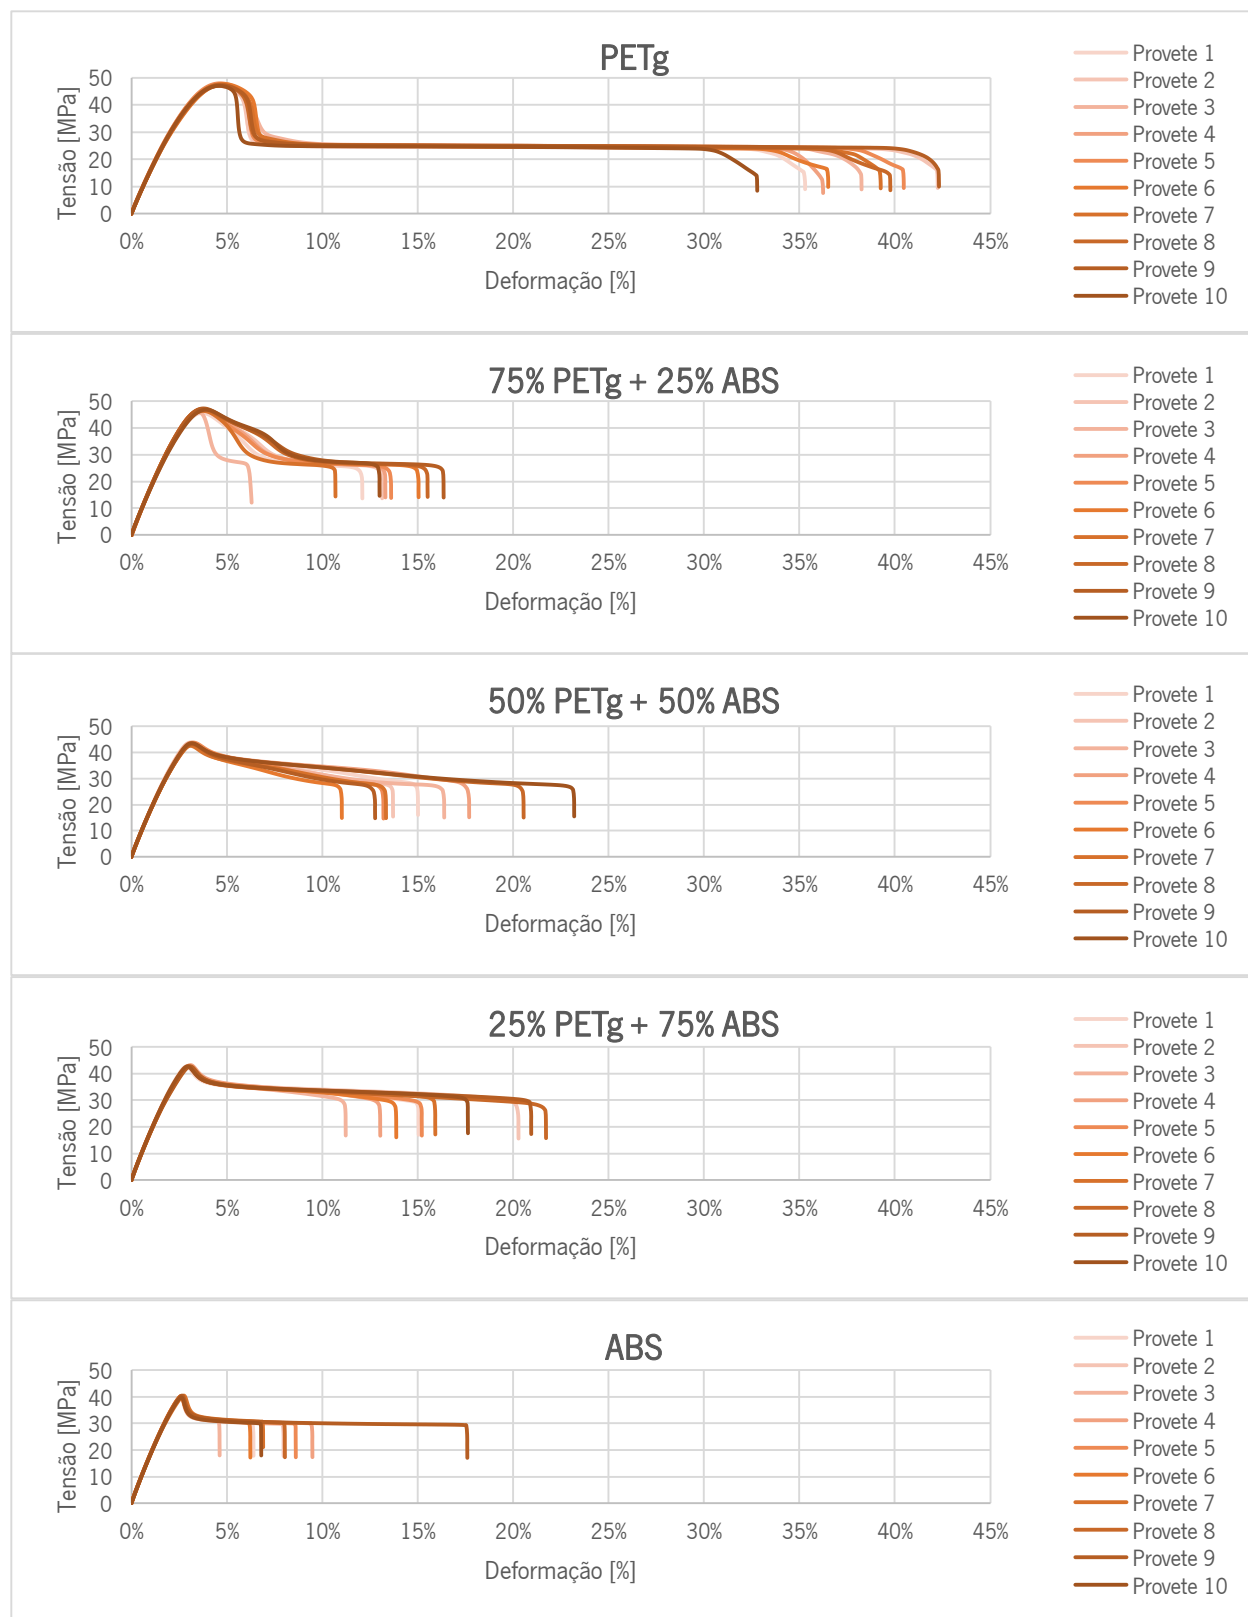 PETg
Tensão [MPa]
50
40
30
20
10
0
0% 5% 10% 15% 20% 25% 30% 35% 40% 45%
Deformação [%]
Provete 1
Provete 2
Provete 3
Provete 4
Provete 5
Provete 6
Provete 7
Provete 8
Provete 9
Provete 10
75% PETg + 25% ABS
Tensão [MPa]
50
40
30
20
10
0
0% 5% 10% 15% 20% 25% 30% 35% 40% 45%
Deformação [%]
Provete 1
Provete 2
Provete 3
Provete 4
Provete 5
Provete 6
Provete 7
Provete 8
Provete 9
Provete 10
50% PETg + 50% ABS
Tensão [MPa]
50
40
30
20
10
0
0% 5% 10% 15% 20% 25% 30% 35% 40% 45%
Deformação [%]
Provete 1
Provete 2
Provete 3
Provete 4
Provete 5
Provete 6
Provete 7
Provete 8
Provete 9
Provete 10
25% PETg + 75% ABS
Tensão [MPa]
50
40
30
20
10
0
0% 5% 10% 15% 20% 25% 30% 35% 40% 45%
Deformação [%]
Provete 1
Provete 2
Provete 3
Provete 4
Provete 5
Provete 6
Provete 7
Provete 8
Provete 9
Provete 10
ABS
Tensão [MPa]
50
40
30
20
10
0
0% 5% 10% 15% 20% 25% 30% 35% 40% 45%
Deformação [%]
Provete 1
Provete 2
Provete 3
Provete 4
Provete 5
Provete 6
Provete 7
Provete 8
Provete 9
Provete 10